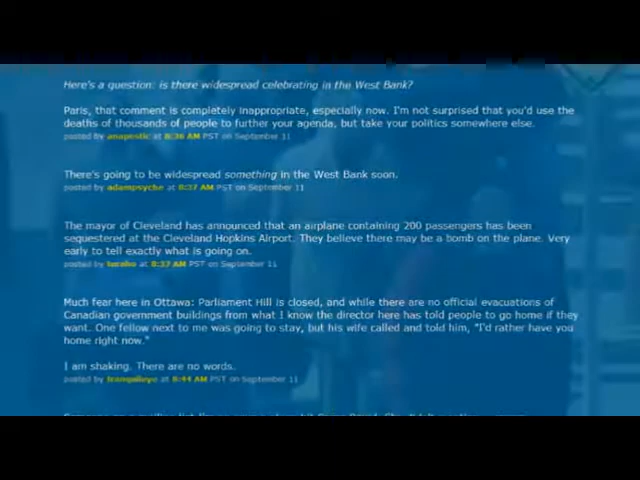 Here's a question: is there widespread celebrating in the West Bank?
Paris, that comment is completely inappropriate, especially now. I'm not surprised that you'd use the
deaths of thousands of people to further your agenda, but take your politics somewhere else.
posted by anapestic at 8:36 AM PST on September 11
There's going to be widespread something in the West Bank soon.
posted by adampsyche at 8:37 AM PST on September 11
The mayor of Cleveland has announced that an airplane containing 200 passengers has been
sequestered at the Cleveland Hopkins Airport. They believe there may be a bomb on the plane. Very
early to tell exactly what is going on.
posted by at 8:37 AM PST on September 11
Much fear here in Ottawa: Parliament Hill is closed, and while there are no official evacuations of
Canadian government buildings from what I know the director here has told people to go home if they
want. One fellow next to me was going to stay, but his wife called and told him, "I'd rather have you
home right now."
I am shaking. There are no words.
posted by at 8:44 AM PST on September 11